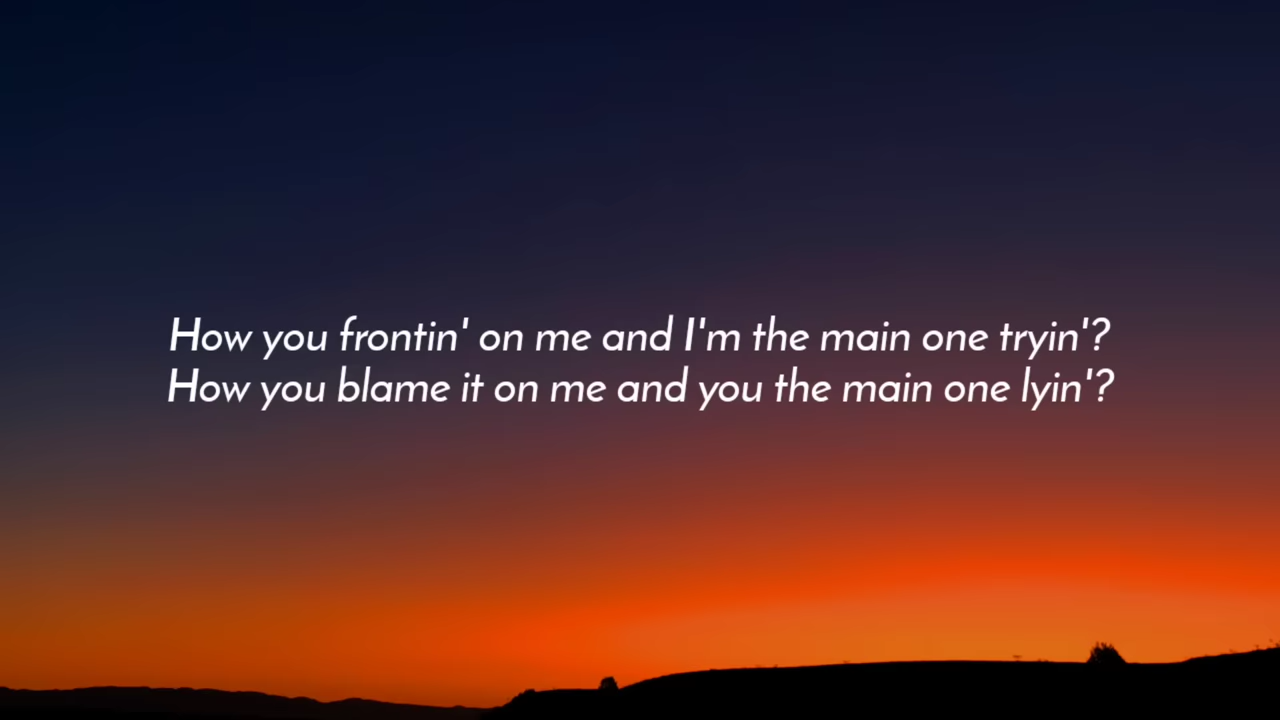 How you frontin' on me and I'm the main one tryin'?
How you blame it on me and you the main one lyin'?